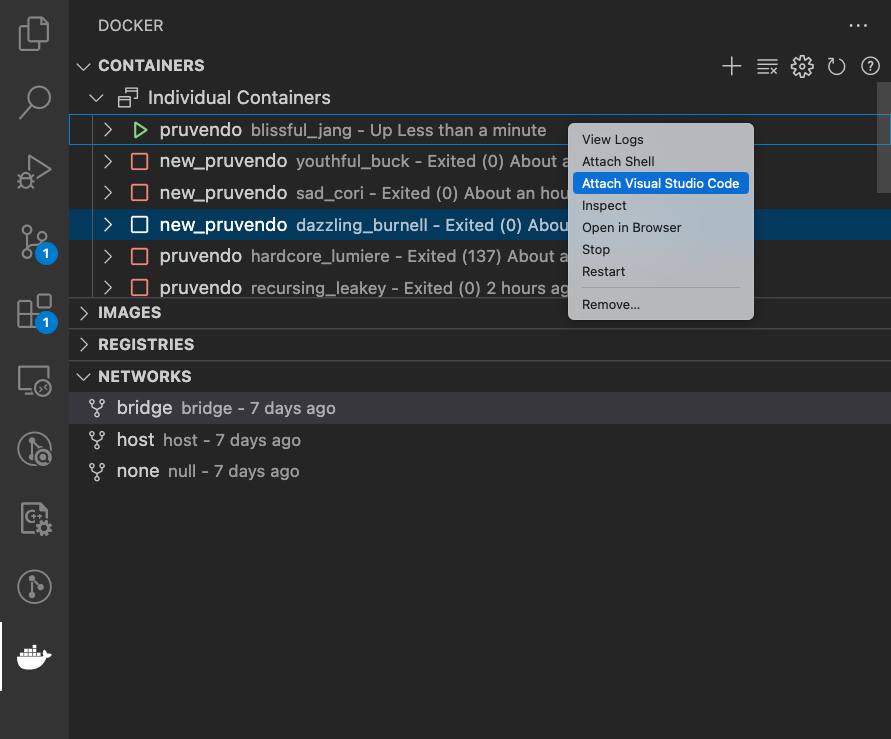 DOCKER
CONTAINERS
Individual Containers
pruvendo blissful_jang - Up Less than a minute
new_pruvendo youthful_buck - Exited (0) About a
new_pruvendo sad_cori - Exited (0) About an hou
new_pruvendo dazzling_burnell - Exited (0) Abou
pruvendo hardcore_lumiere - Exited (137) About a
pruvendo recursing_leakey - Exited (0) 2 hours ag
View Logs
Attach Shell
Attach Visual Studio Code
Inspect
Open in Browser
Stop
Restart
Remove...
IMAGES
REGISTRIES
NETWORKS
bridge bridge - 7 days ago
host host - 7 days ago
none null - 7 days ago
1
1
C++